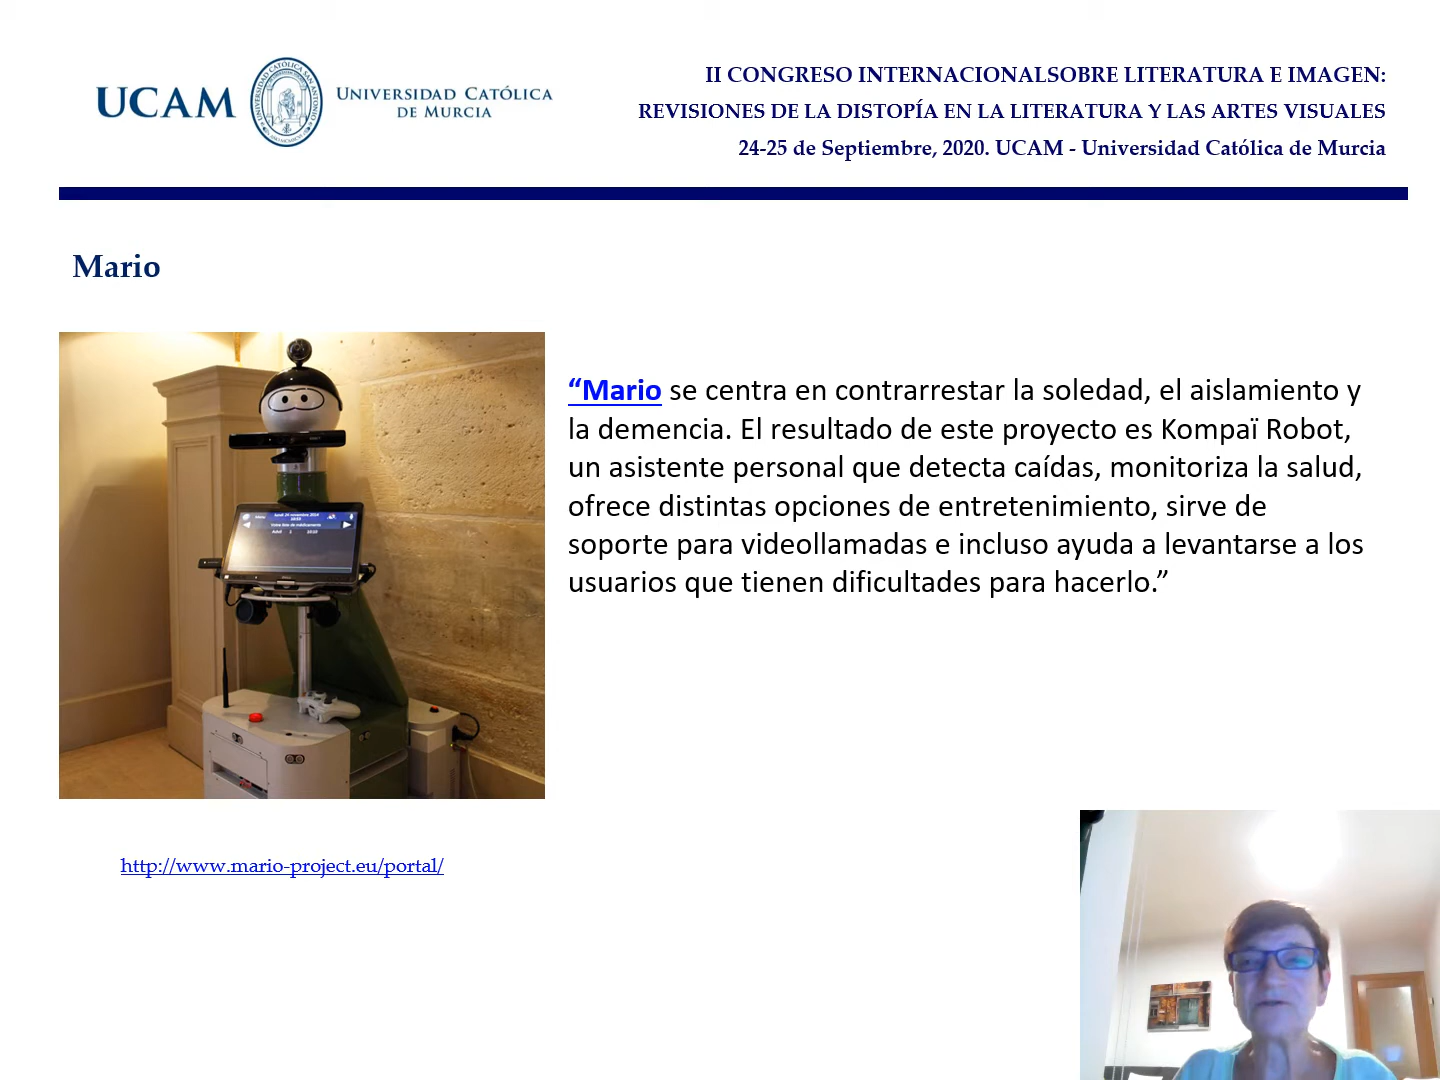 UCAM
UNIVERSIDAD CATÓLICA
DE MURCIA
II CONGRESO INTERNACIONALSOBRE LITERATURA E IMAGEN:
REVISIONES DE LA DISTOPÍA EN LA LITERATURA Y LAS ARTES VISUALES
24-25 de Septiembre, 2020. UCAM - Universidad Católica de Murcia
Mario
“Mario se centra en contrarrestar la soledad, el aislamiento y
la demencia. El resultado de este proyecto es Kompaï Robot,
un asistente personal que detecta caídas, monitoriza la salud,
ofrece distintas opciones de entretenimiento, sirve de
soporte para videollamadas e incluso ayuda a levantarse a los
usuarios que tienen dificultades para hacerlo.”
http://www.mario-project.eu/portal/